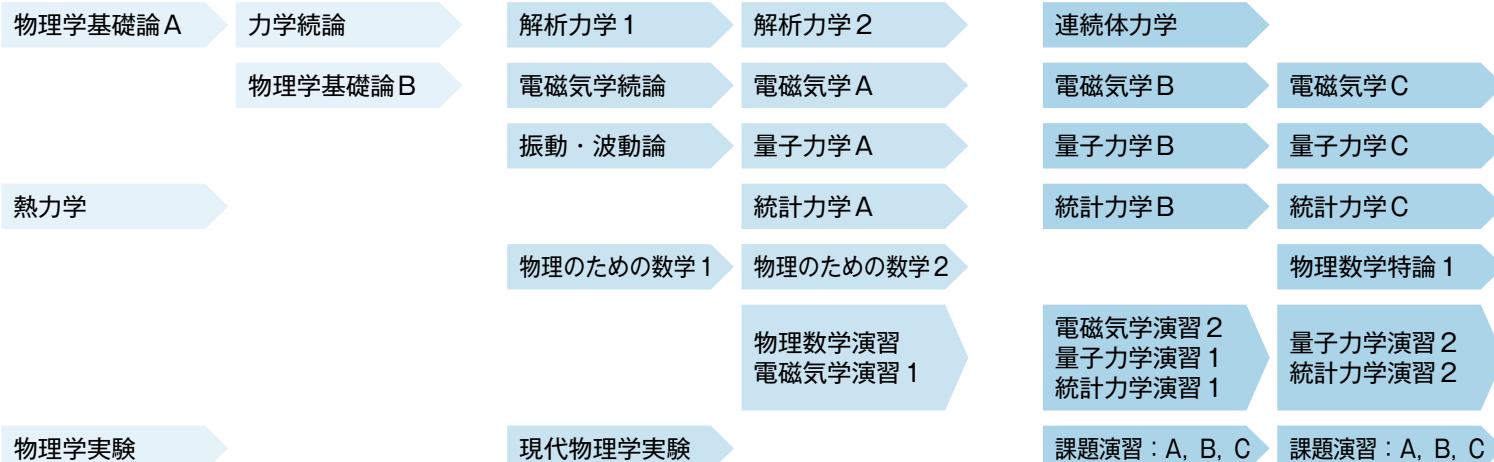 物理学基礎論A 力学続論 解析力学1 解析力学2 連続体力学
物理学基礎論B 電磁気学続論 電磁気学A 電磁気学B 電磁気学C
振動・波動論 量子力学A 量子力学B 量子力学C
熱力学 統計力学A 統計力学B 統計力学C
物理のための数学1 物理のための数学2 物理数学特論1
物理数学演習
電磁気学演習1
電磁気学演習2
量子力学演習1
統計力学演習1
量子力学演習2
統計力学演習2
物理学実験 現代物理学実験 課題演習:A, B, C 課題演習:A, B, C